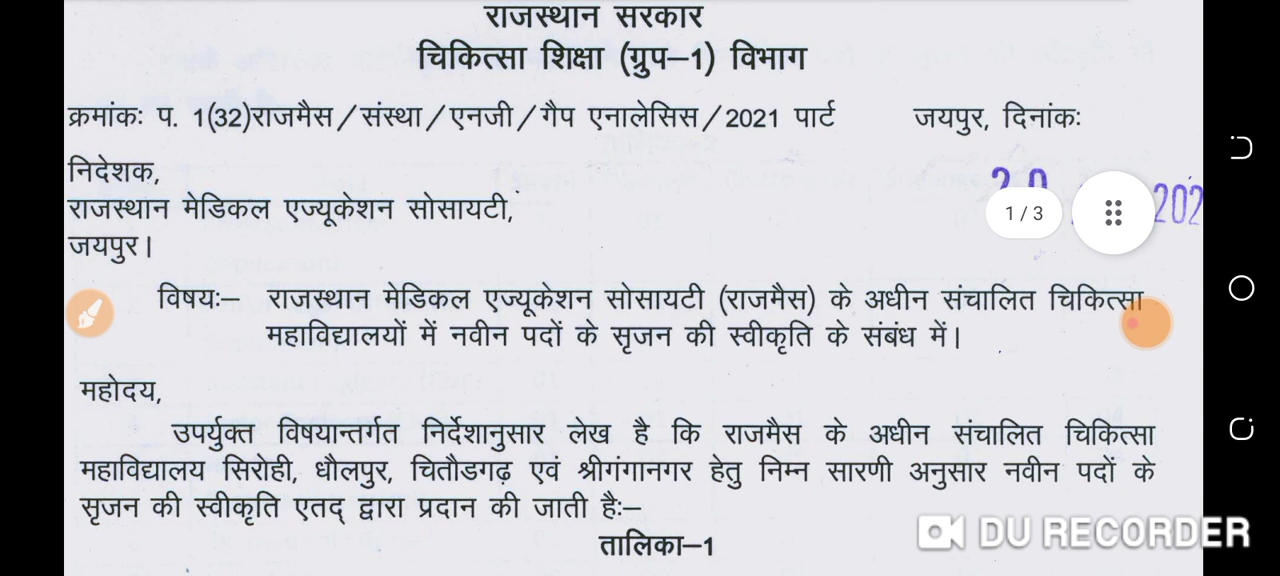 राजस्थान सरकार
चिकित्सा शिक्षा (ग्रुप–1) विभाग
क्रमांकः प. 1(32)राजमैस/संस्था/एनजी/गैप एनालेसिस/2021 पार्ट जयपुर, दिनांकः
निदेशक,
राजस्थान मेडिकल एज्यूकेशन सोसायटी,
1/3
202
जयपुर।
विषयः– राजस्थान मेडिकल एज्यूकेशन सोसायटी (राजमैस) के अधीन संचालित चिकित्सा
महाविद्यालयों में नवीन पदों के सृजन की स्वीकृति के संबंध में।
महोदय,
उपर्युक्त विषयान्तर्गत निर्देशानुसार लेख है कि राजमैस के अधीन संचालित चिकित्सा
महाविद्यालय सिरोही, धौलपुर, चितौडगढ़ एवं श्रीगंगानगर हेतु निम्न सारणी अनुसार नवीन पदों के
सृजन की स्वीकृति एतद् द्वारा प्रदान की जाती हैः–
तालिका–1
DU RECORDER